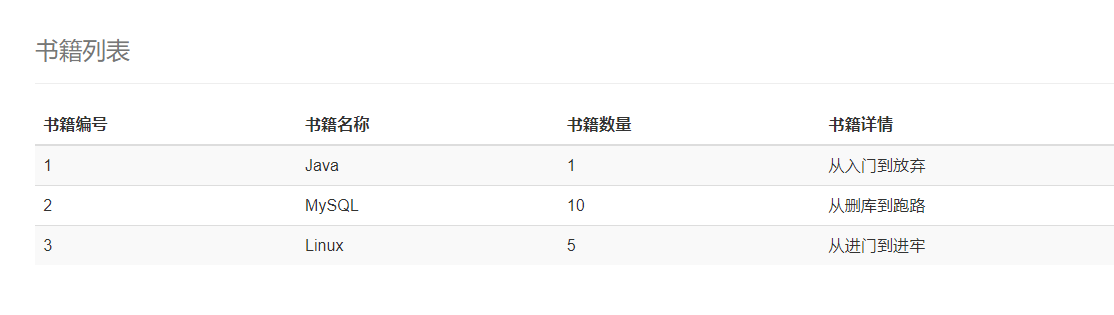 书籍列表
书籍编号 书籍名称 书籍数量 书籍详情
1 Java 1 从入门到放弃
2 MySQL 10 从删库到跑路
3 Linux 5 从进门到进牢